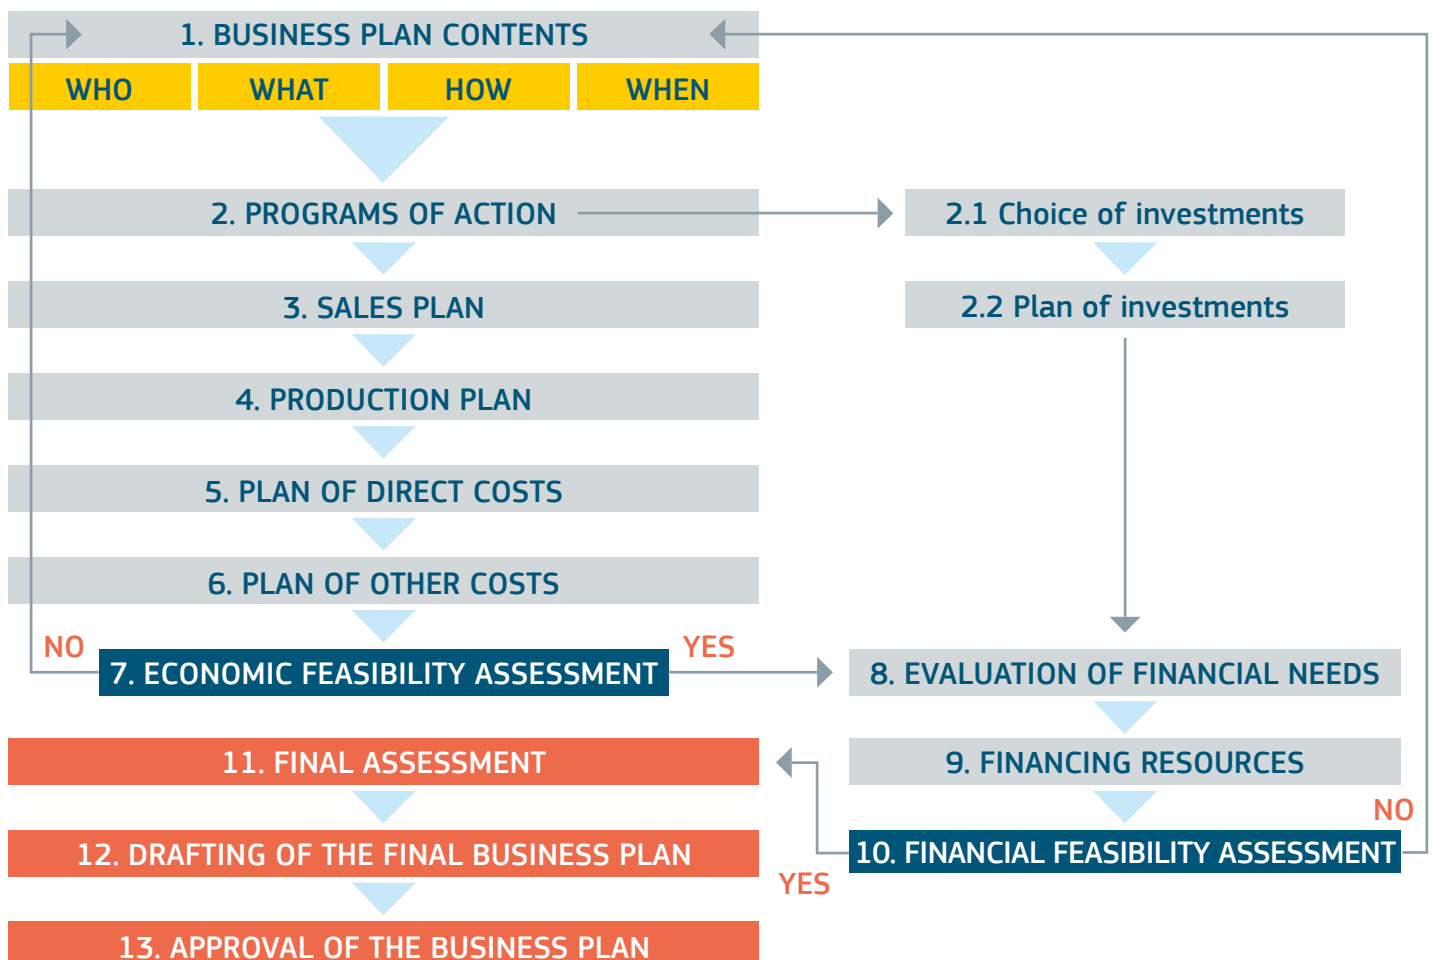 1. BUSINESS PLAN CONTENTS
WHO WHAT HOW WHEN
2. PROGRAMS OF ACTION
2.1 Choice of investments
3. SALES PLAN
2.2 Plan of investments
4. PRODUCTION PLAN
5. PLAN OF DIRECT COSTS
6. PLAN OF OTHER COSTS
NO
7. ECONOMIC FEASIBILITY ASSESSMENT
YES
8. EVALUATION OF FINANCIAL NEEDS
9. FINANCING RESOURCES
NO
10. FINANCIAL FEASIBILITY ASSESSMENT
YES
11. FINAL ASSESSMENT
12. DRAFTING OF THE FINAL BUSINESS PLAN
13. APPROVAL OF THE BUSINESS PLAN